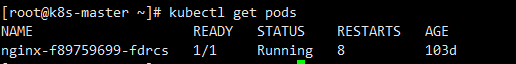 [root@k8s-master ~]# kubectl get pods
NAME                    READY   STATUS    RESTARTS   AGE
nginx-f89759699-fdrcs   1/1     Running   8          103d